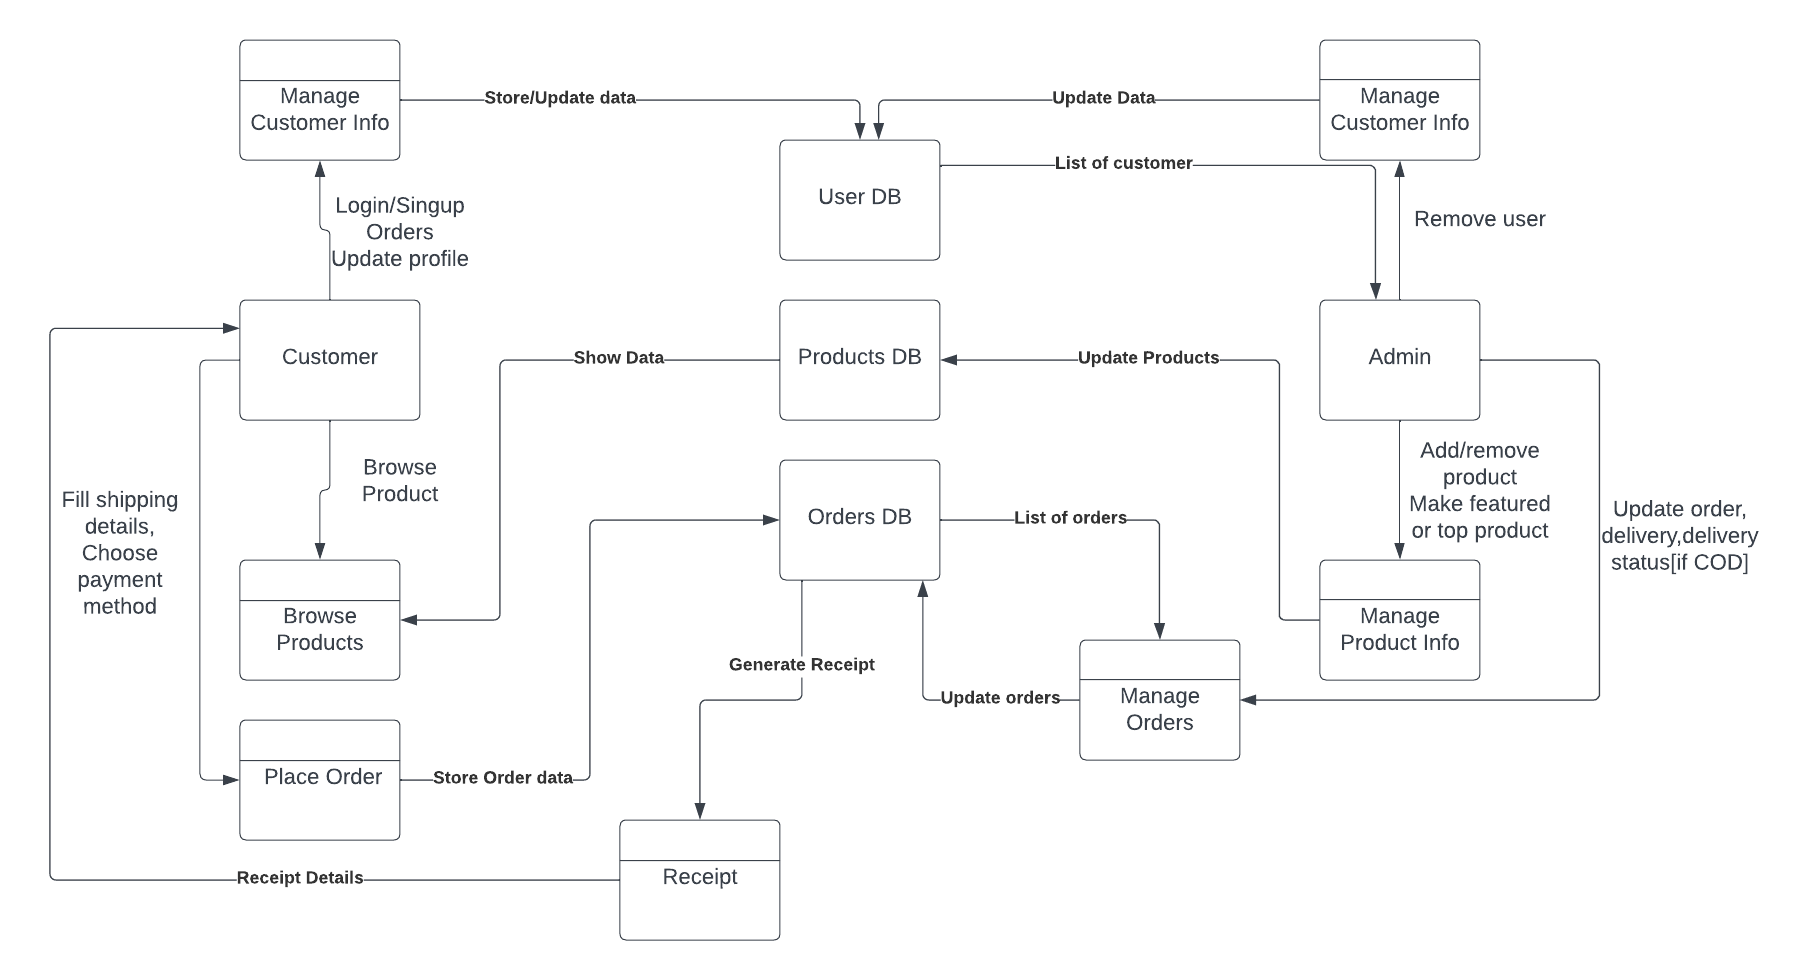 Manage
Customer Info
Store/Update data
Update Data
Manage
Customer Info
User DB
List of customer
Login/Singup
Orders
Update profile
Remove user
Customer
Show Data
Products DB
Update Products
Admin
Browse
Product
Add/remove
product
Make featured
or top product
Fill shipping
details,
Choose
payment
method
Orders DB
List of orders
Update order,
delivery,delivery
status[if COD]
Browse
Products
Manage
Product Info
Generate Receipt
Update orders
Manage
Orders
Place Order
Store Order data
Receipt Details
Receipt